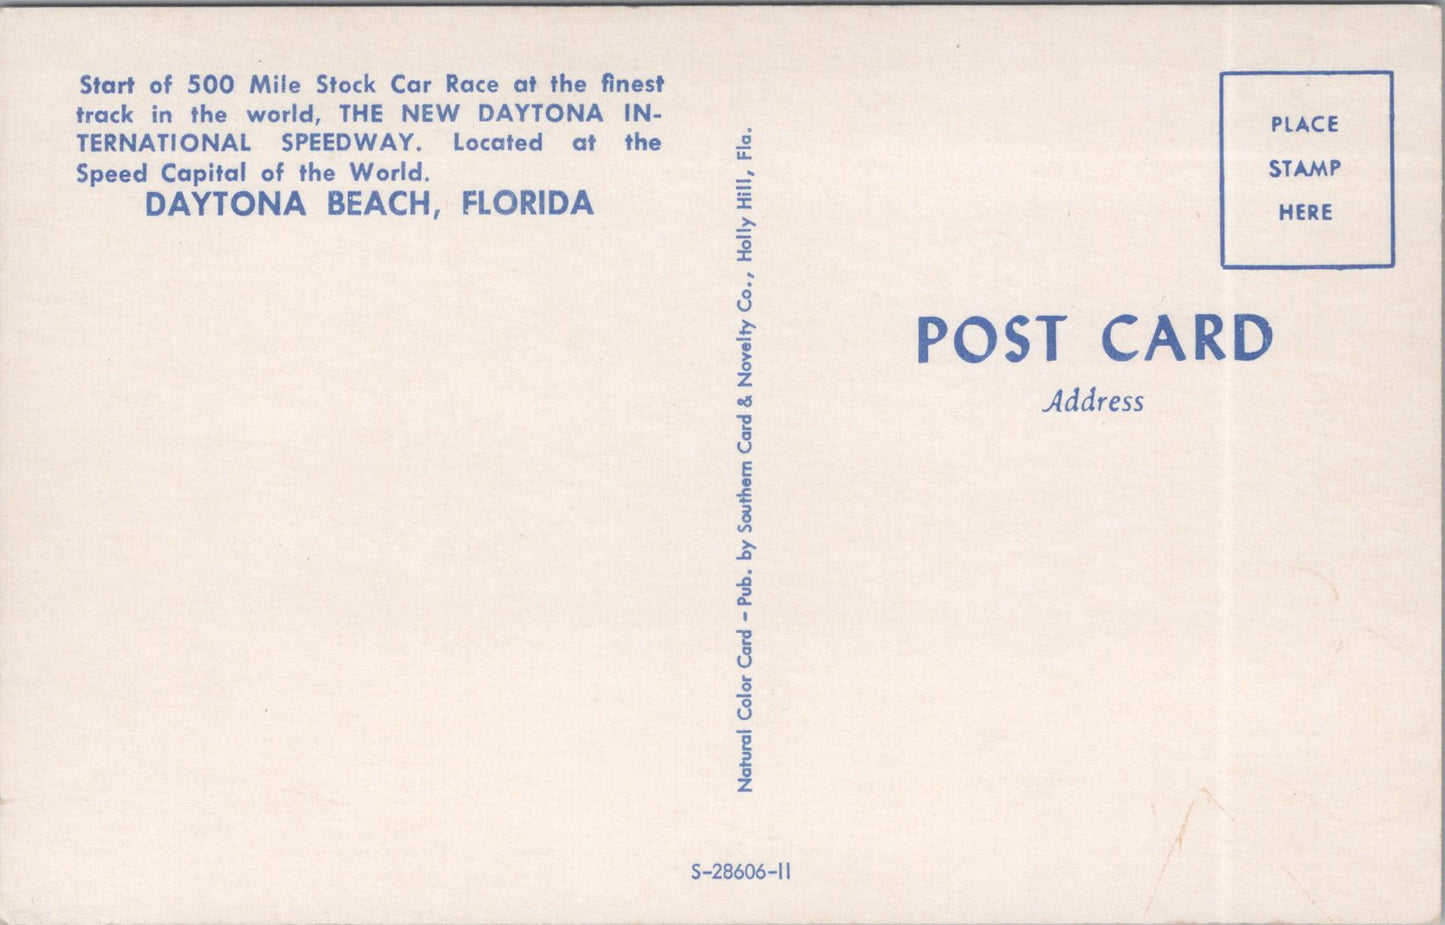 Start of 500 Mile Stock Car Race at the finest
track in the world, THE NEW DAYTONA IN-
TERNATIONAL SPEEDWAY. Located at the
Speed Capital of the World.
DAYTONA BEACH, FLORIDA
Natural Color Card – Pub. by Southern Card & Novelty Co., Holly Hill, Fla.
S-28606-11
PLACE
STAMP
HERE
POST CARD
Address